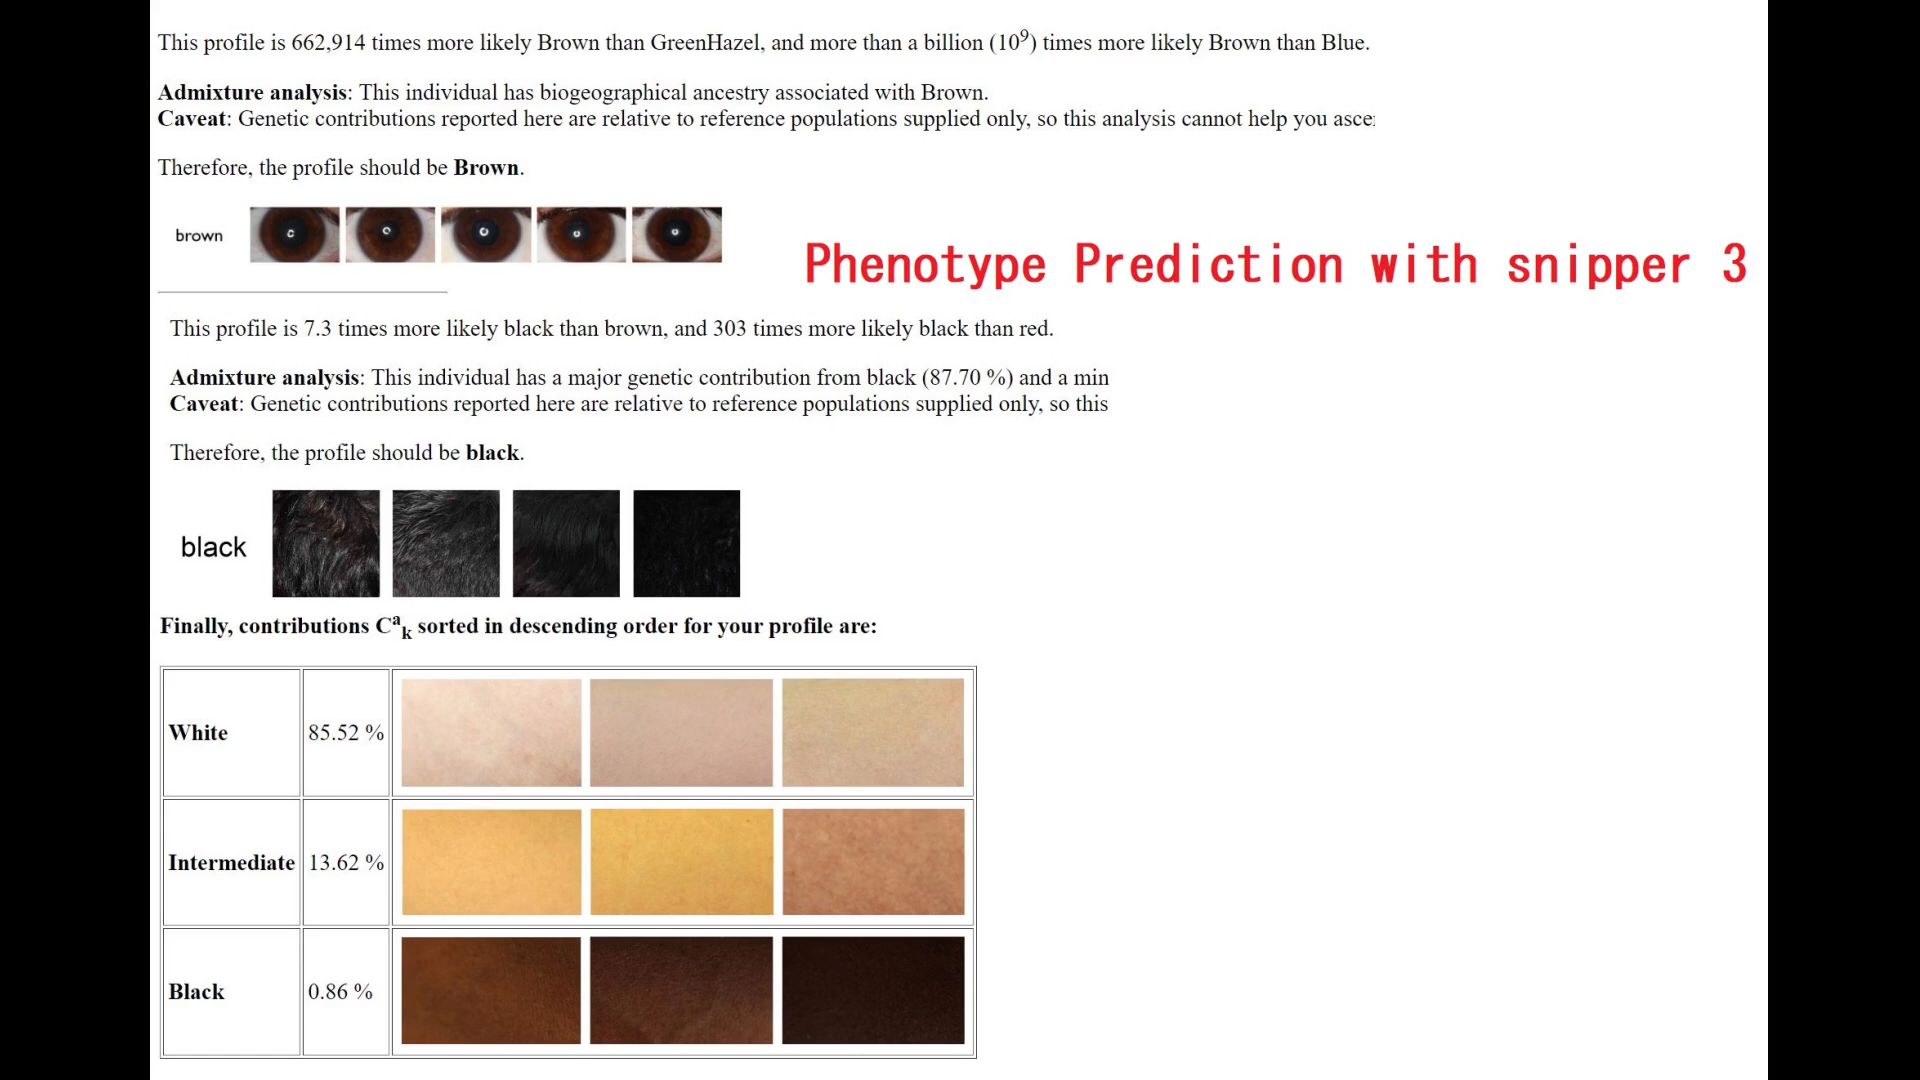 This profile is 662,914 times more likely Brown than GreenHazel, and more than a billion (10⁹) times more likely Brown than Blue.
Admixture analysis: This individual has biogeographical ancestry associated with Brown.
Caveat: Genetic contributions reported here are relative to reference populations supplied only, so this analysis cannot help you asce
Therefore, the profile should be Brown.
brown
Phenotype Prediction with snipper 3
This profile is 7.3 times more likely black than brown, and 303 times more likely black than red.
Admixture analysis: This individual has a major genetic contribution from black (87.70 %) and a min
Caveat: Genetic contributions reported here are relative to reference populations supplied only, so this
Therefore, the profile should be black.
black
Finally, contributions Cᵃₖ sorted in descending order for your profile are:
White 85.52 %
Intermediate 13.62 %
Black 0.86 %